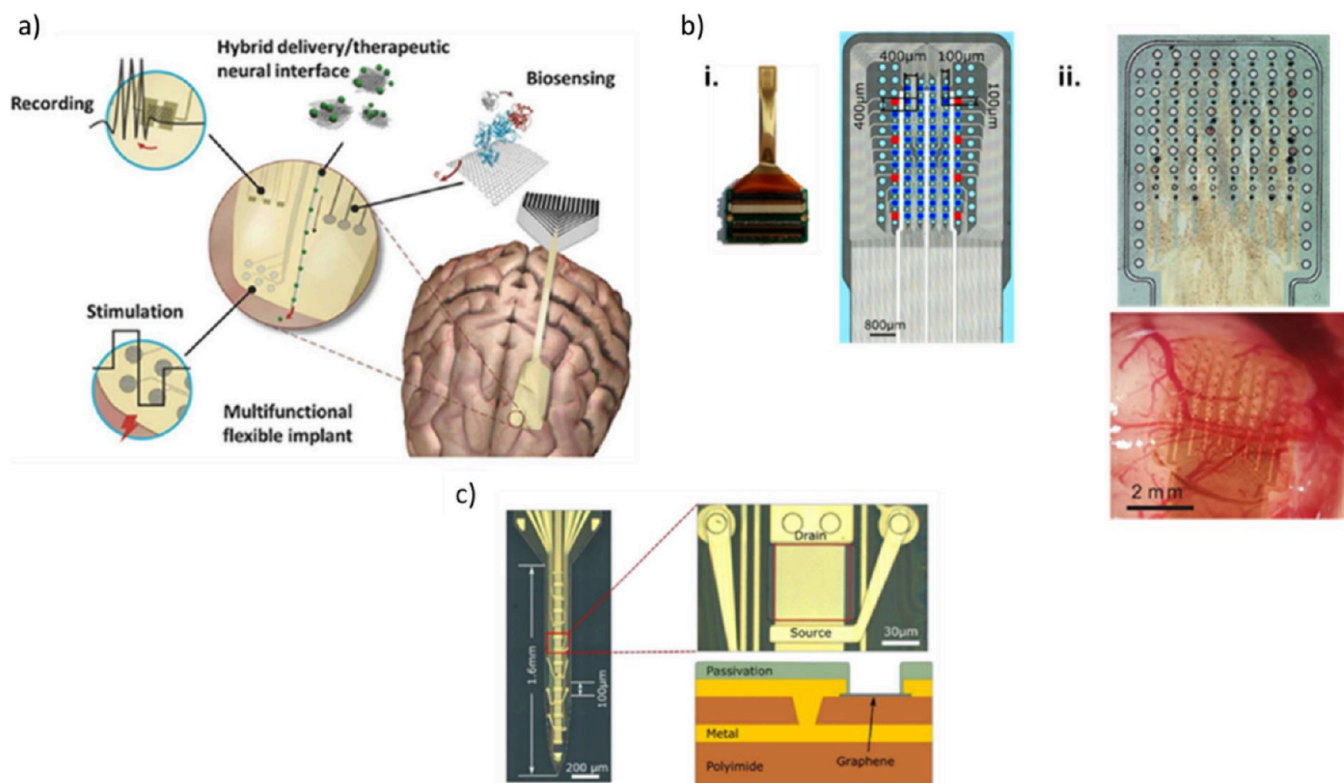 a)
Hybrid delivery/therapeutic
neural interface
Recording
Biosensing
Stimulation
Multifunctional
flexible implant
b)
i.
400μm
100μm
400μm
100μm
800μm
ii.
2 mm
c)
1.6mm
100μm
200 μm
Drain
Source
30μm
Passivation
Metal
Graphene
Polyimide